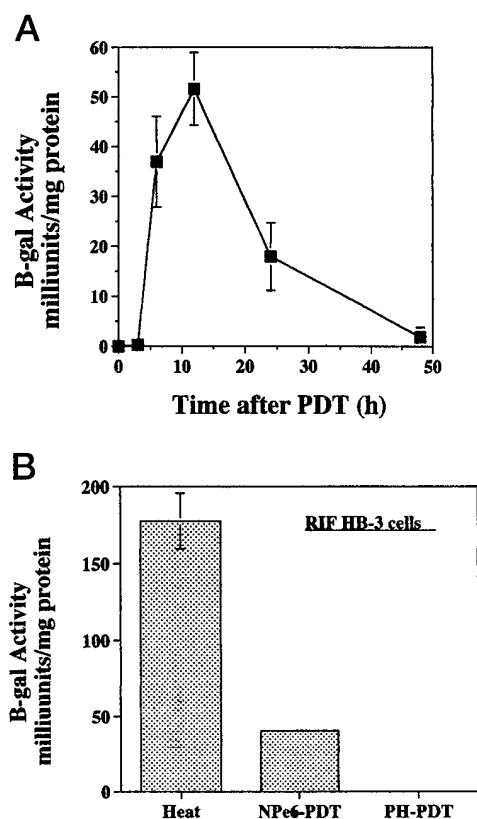 A
60
50
40
30
20
10
0
B-gal Activity
milliunits/mg protein
0 10 20 30 40 50
Time after PDT (h)
B
200
150
100
50
0
B-gal Activity
milliuunits/mg protein
RIF HB-3 cells
Heat NPe6-PDT PH-PDT